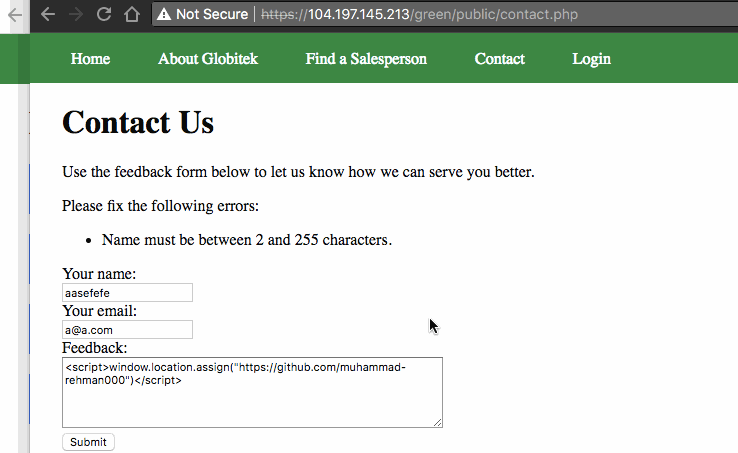 Not Secure | https://104.197.145.213/green/public/contact.php
Home About Globitek Find a Salesperson Contact Login
Contact Us
Use the feedback form below to let us know how we can serve you better.
Please fix the following errors:
• Name must be between 2 and 255 characters.
Your name:
aasefefe
Your email:
a@a.com
Feedback:
<script>window.location.assign("https://github.com/muhammad-
rehman000")</script>
Submit